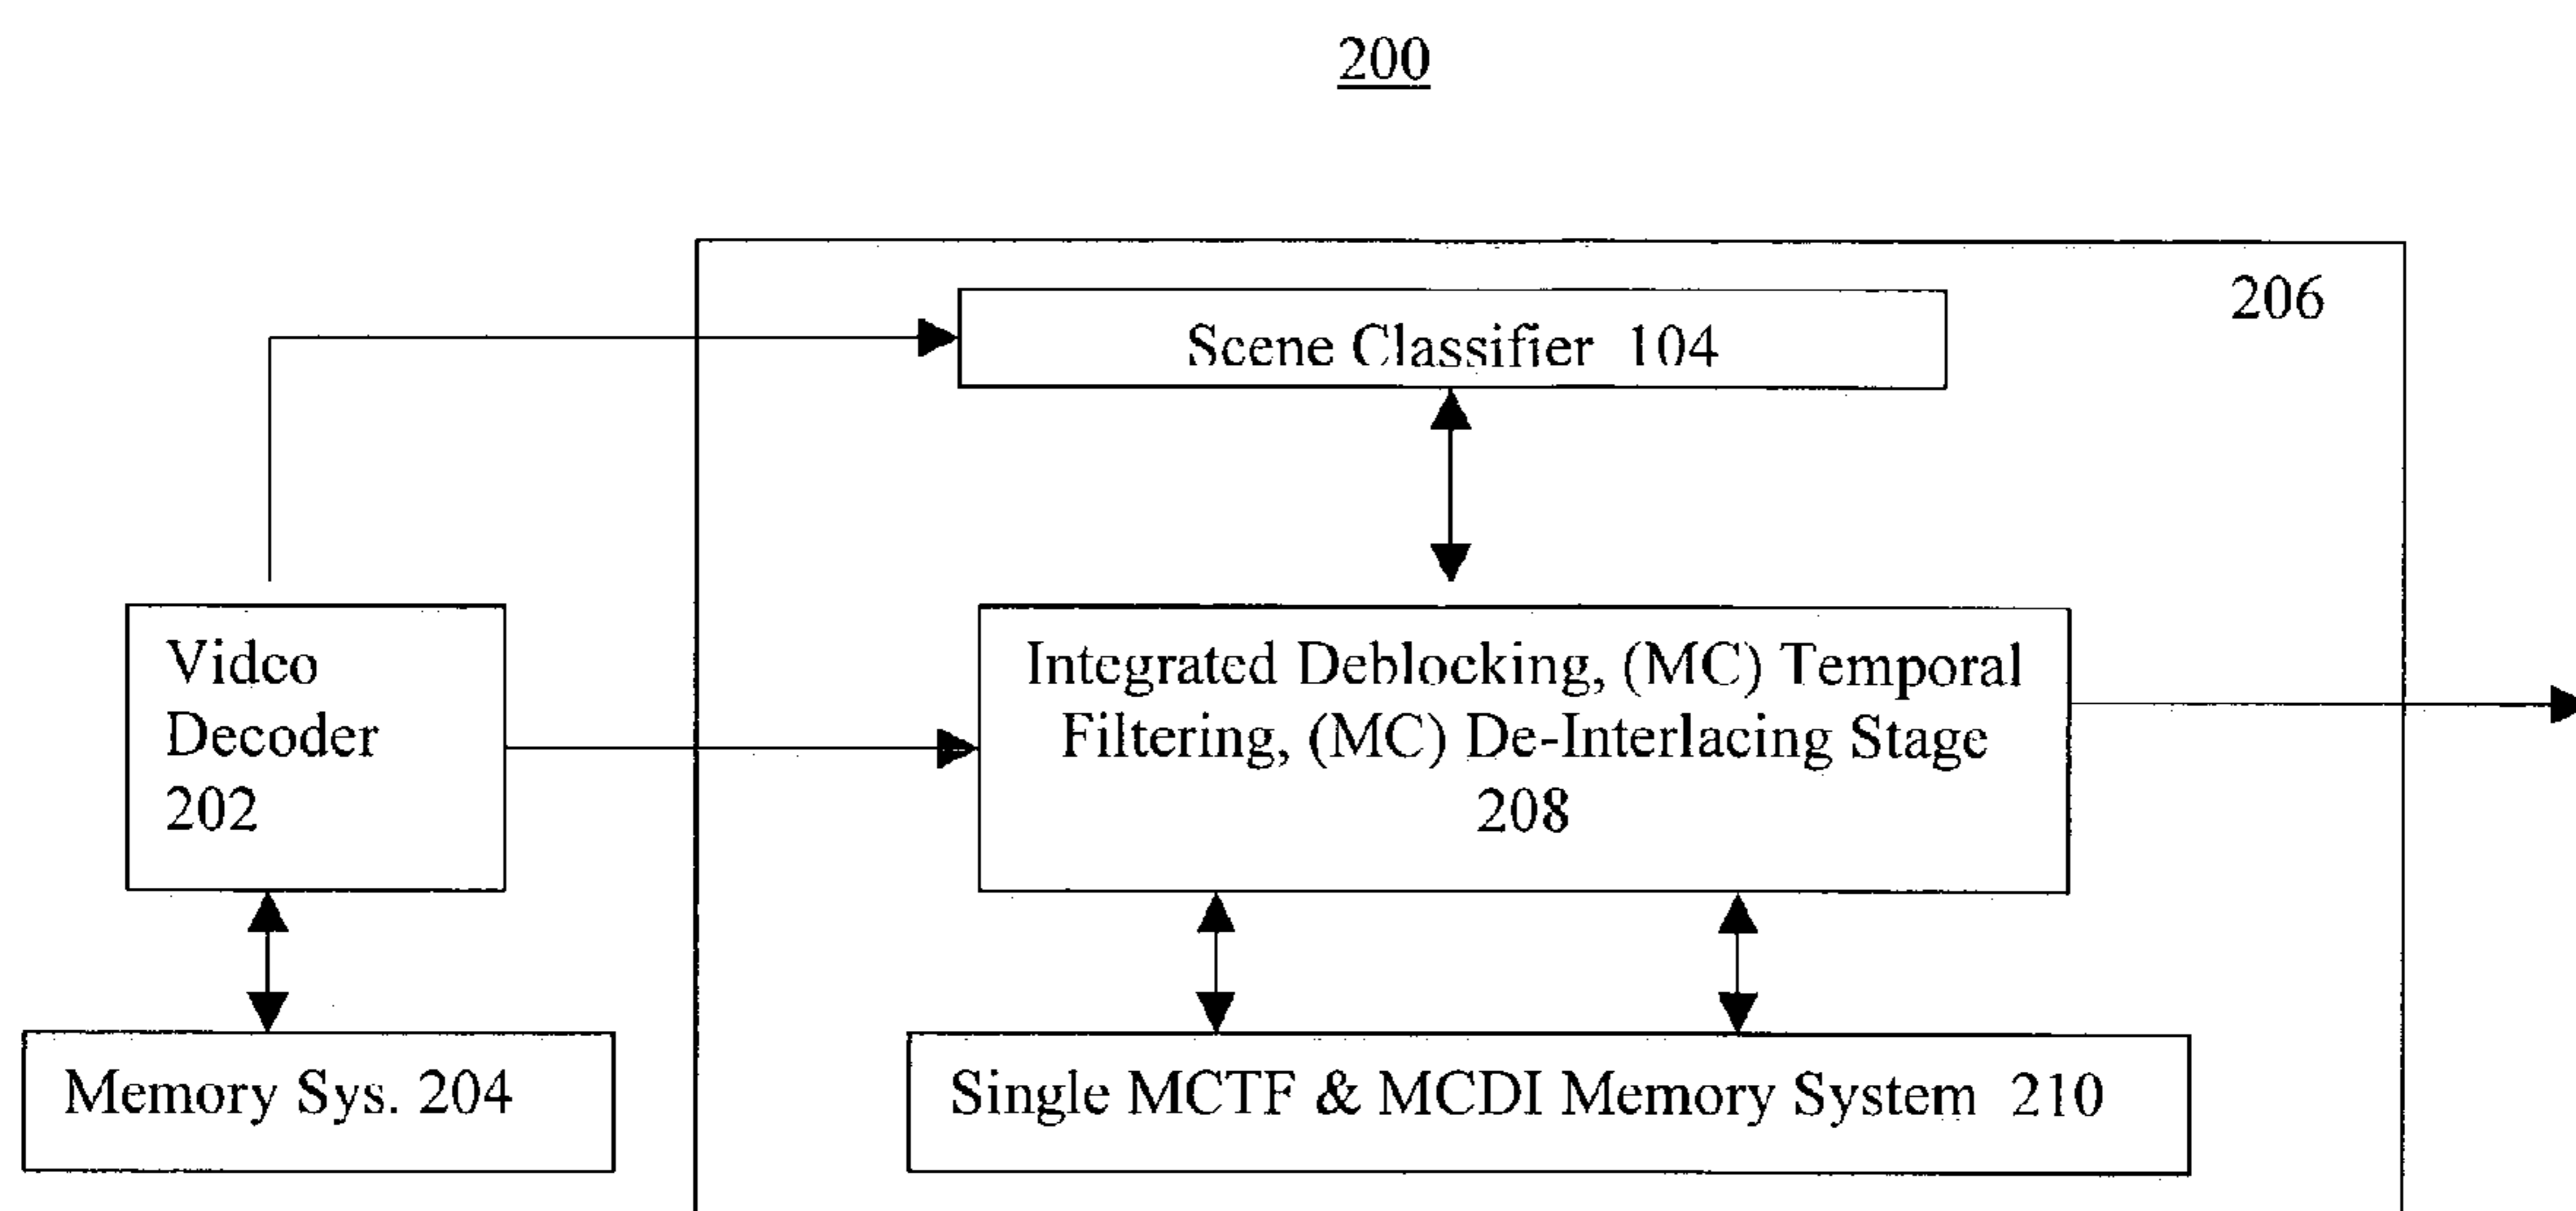 200
206
Scene Classifier 104
Video
Decoder
202
Integrated Deblocking, (MC) Temporal
Filtering, (MC) De-Interlacing Stage
208
Memory Sys. 204
Single MCTF & MCDI Memory System 210